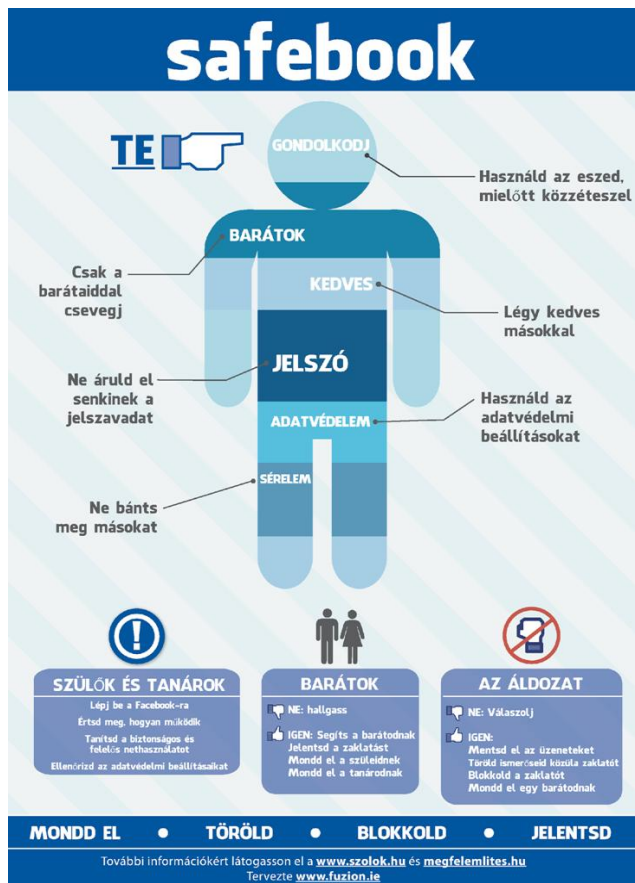 safebook
TE
GONDOLKODJ
Használd az eszed,
mielőtt közzéteszel
BARÁTOK
Csak a
barátaiddal
csevegj
KEDVES
Légy kedves
másokkal
JELSZÓ
Ne áruld el
senkinek a
jelszavadat
ADATVÉDELEM
Használd az
adatvédelmi
beállításokat
SÉRELEM
Ne bánts
meg másokat
SZÜLŐK ÉS TANÁROK
Lépj be a Facebook-ra
Értsd meg, hogyan működik
Tanítsd a biztonságos és
felelős nethasználatot
Ellenőrizd az adatvédelmi beállításaikat
BARÁTOK
NE: hallgass
IGEN: Segíts a barátodnak
Jelentsd a zaklatást
Mondd el a szüleidnek
Mondd el a tanárodnak
AZ ÁLDOZAT
NE: Válaszolj
IGEN:
Mentsd el az üzeneteket
Töröld ismerőseid közüla zaklatót
Blokkold a zaklatót
Mondd el egy barátodnak
MONDD EL • TÖRÖLD • BLOKKOLD • JELENTSD
További információkért látogasson el a www.szolok.hu és megfelemlites.hu
Tervezte www.fuzion.ie